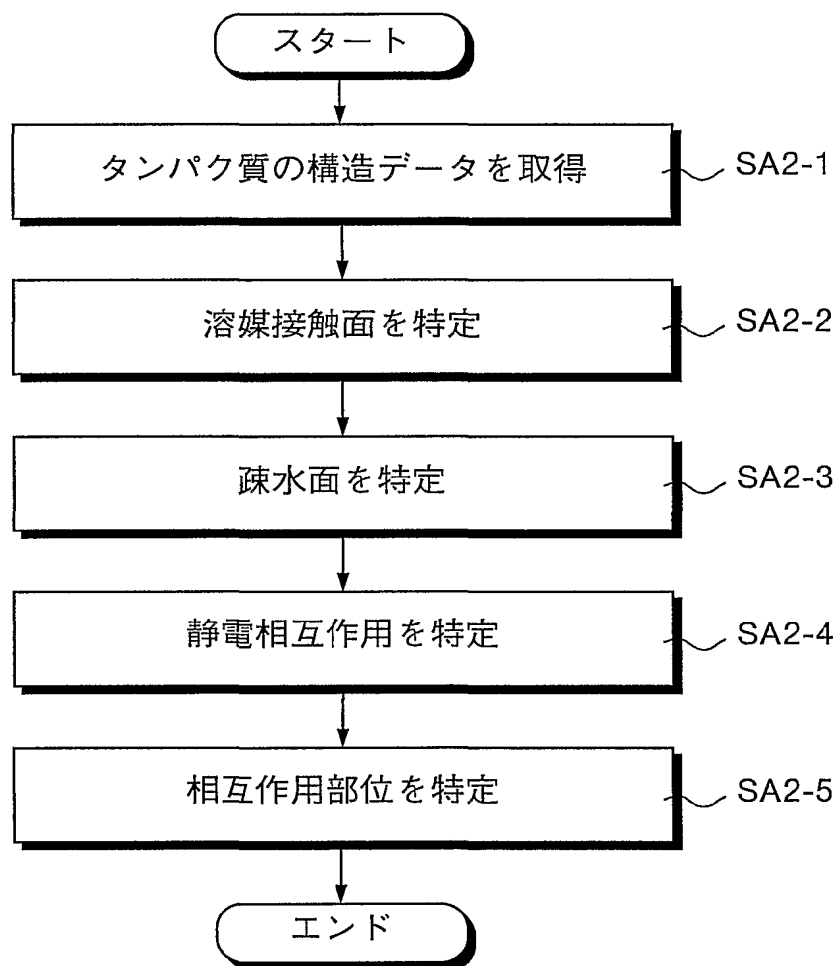 スタート
タンパク質の構造データを取得
SA2-1
溶媒接触面を特定
SA2-2
疎水面を特定
SA2-3
静電相互作用を特定
SA2-4
相互作用部位を特定
SA2-5
エンド